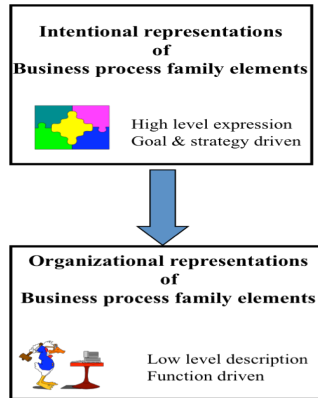 Intentional representations
of
Business process family elements
High level expression
Goal & strategy driven
Organizational representations
of
Business process family elements
Low level description
Function driven